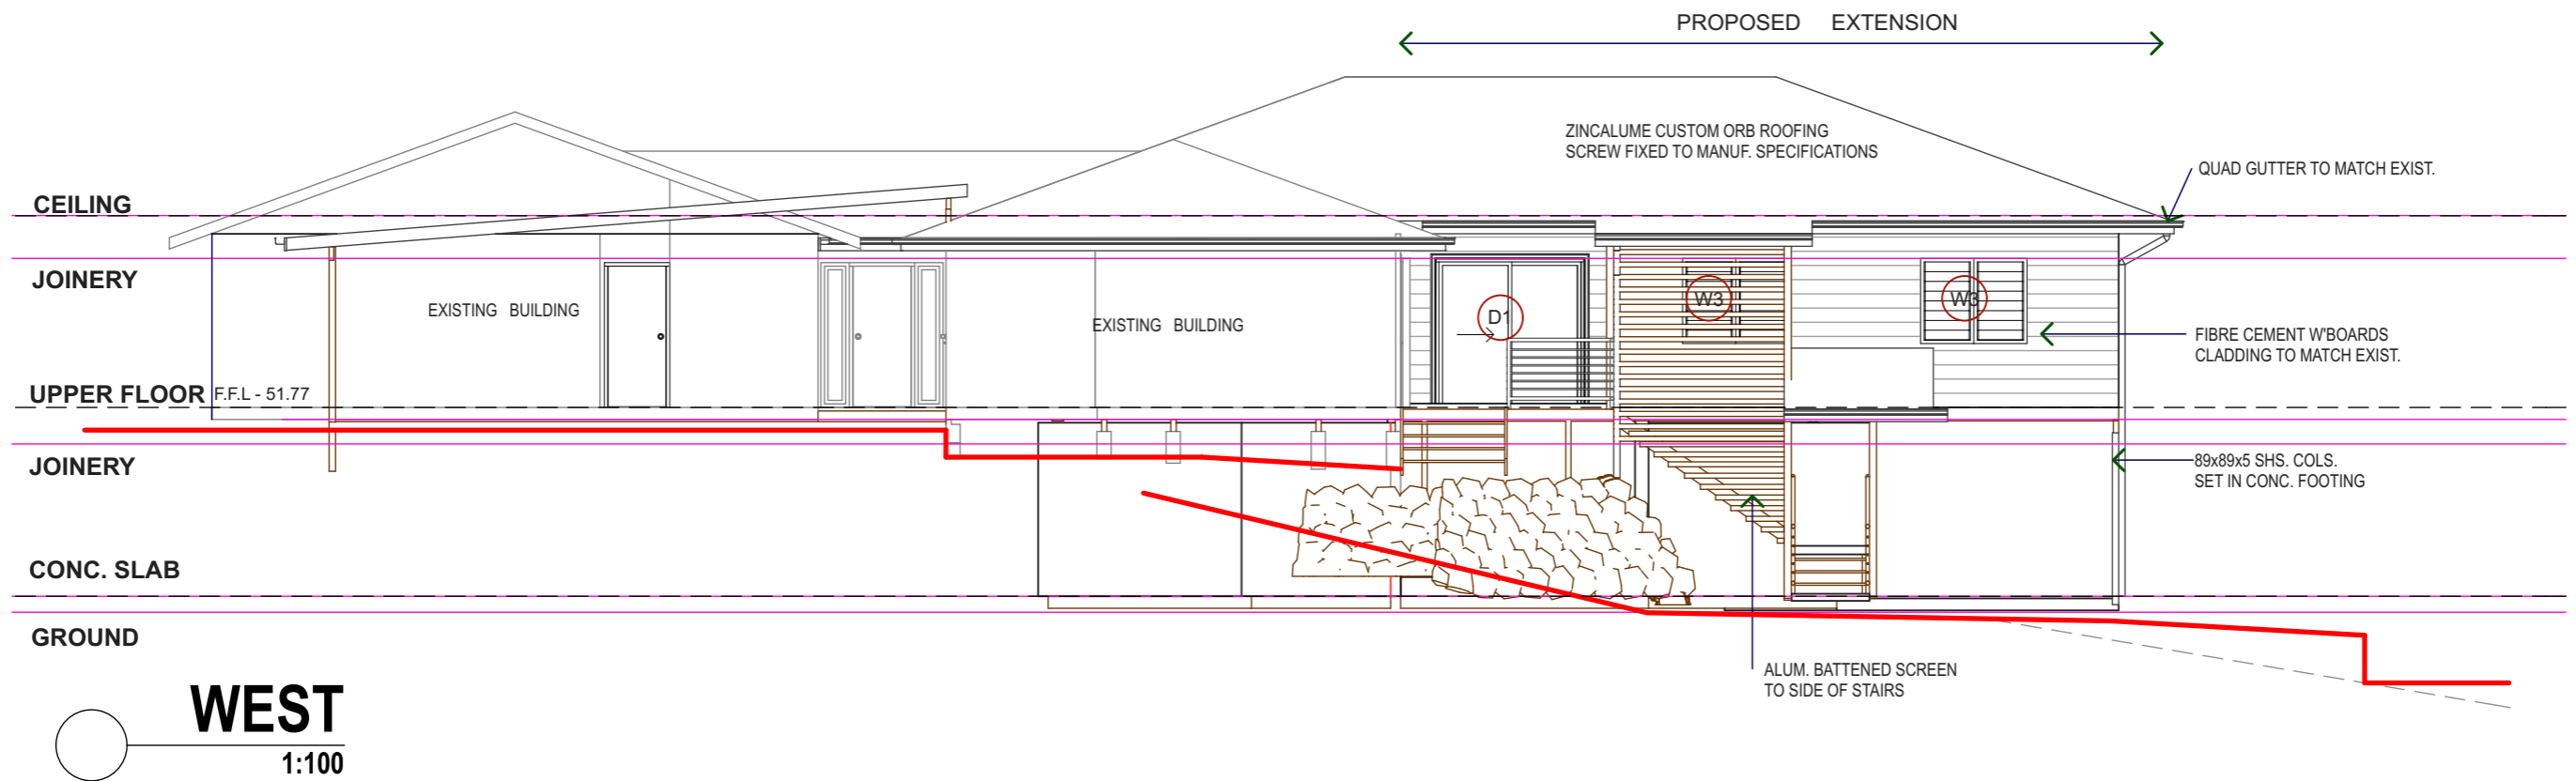 PROPOSED EXTENSION
ZINCALUME CUSTOM ORB ROOFING
SCREW FIXED TO MANUF. SPECIFICATIONS
QUAD GUTTER TO MATCH EXIST.
CEILING
JOINERY
EXISTING BUILDING
EXISTING BUILDING
D1
W3
W3
FIBRE CEMENT W'BOARDS
CLADDING TO MATCH EXIST.
UPPER FLOOR F.F.L - 51.77
JOINERY
89x89x5 SHS. COLS.
SET IN CONC. FOOTING
CONC. SLAB
GROUND
ALUM. BATTENED SCREEN
TO SIDE OF STAIRS
WEST
1:100